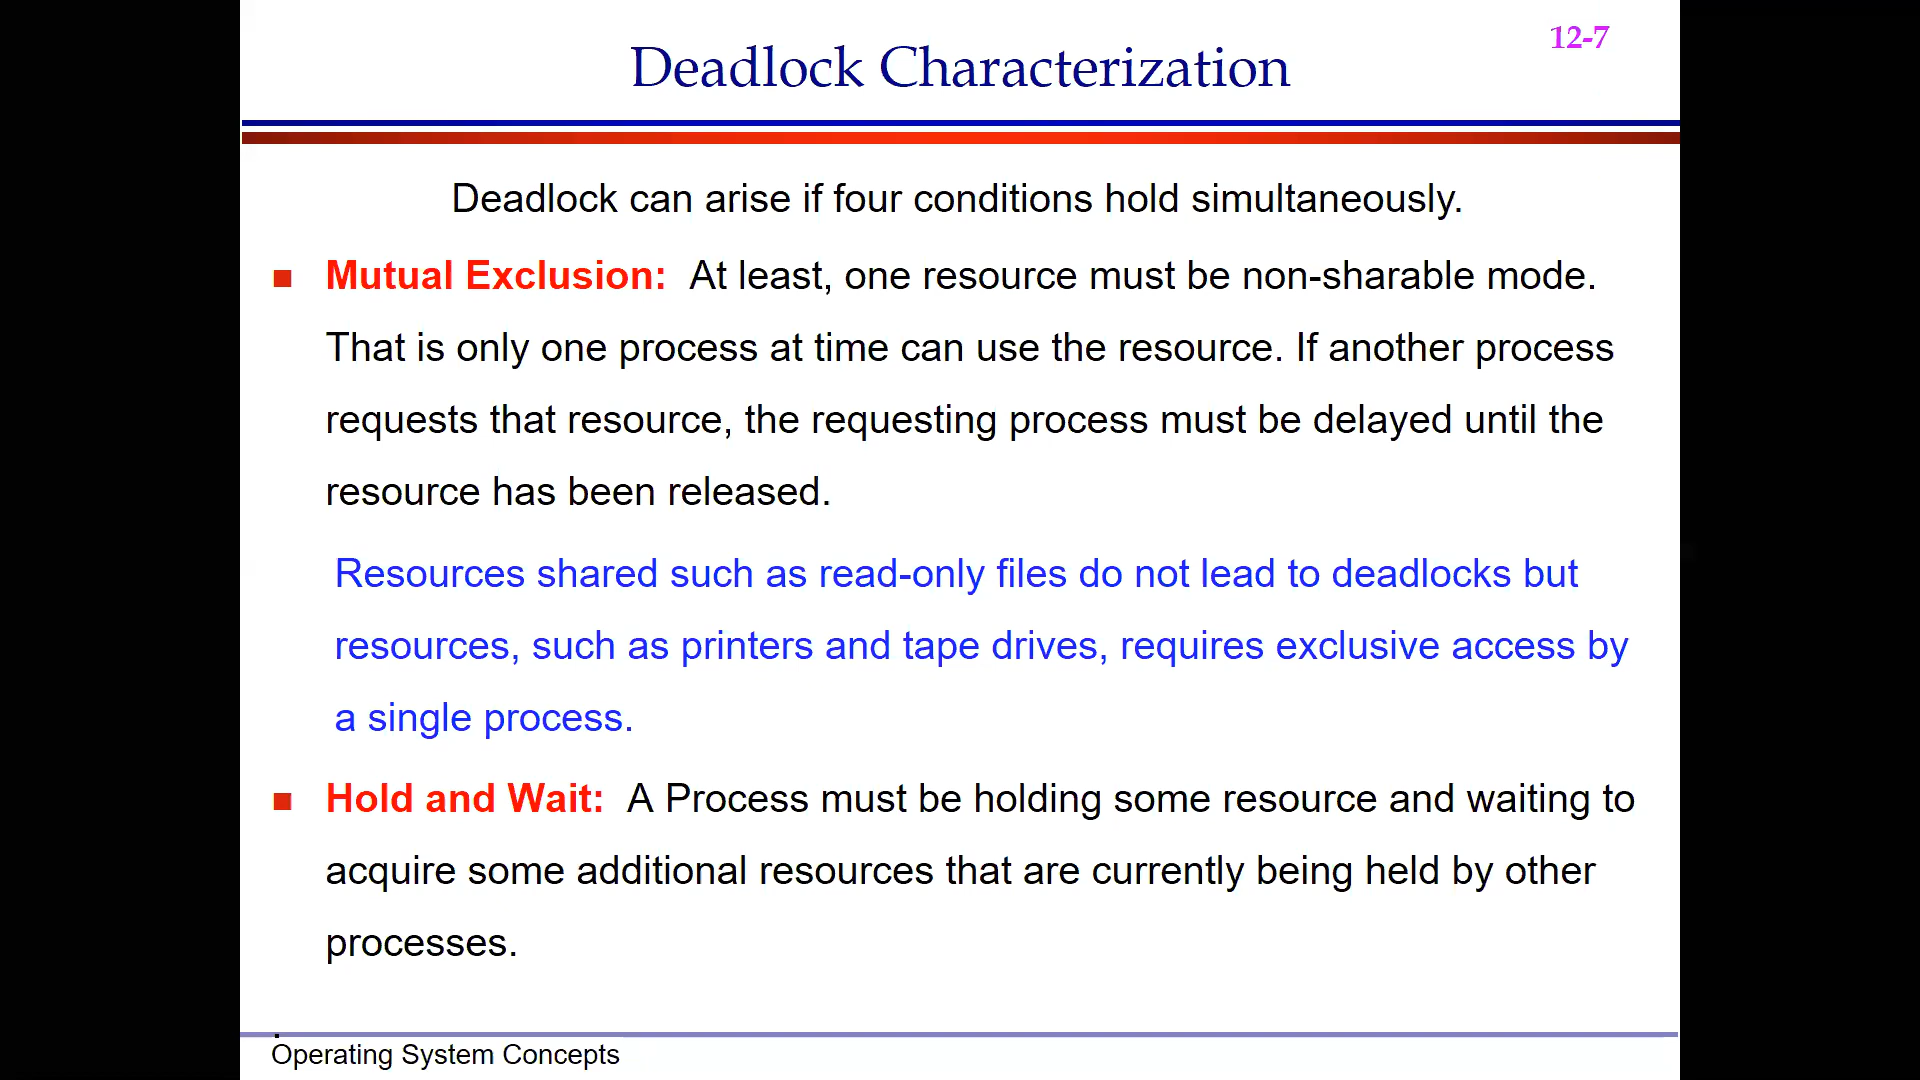 12-7
Deadlock Characterization
Deadlock can arise if four conditions hold simultaneously.
Mutual Exclusion: At least, one resource must be non-sharable mode.
That is only one process at time can use the resource. If another process
requests that resource, the requesting process must be delayed until the
resource has been released.
Resources shared such as read-only files do not lead to deadlocks but
resources, such as printers and tape drives, requires exclusive access by
a single process.
Hold and Wait: A Process must be holding some resource and waiting to
acquire some additional resources that are currently being held by other
processes.
Operating System Concepts